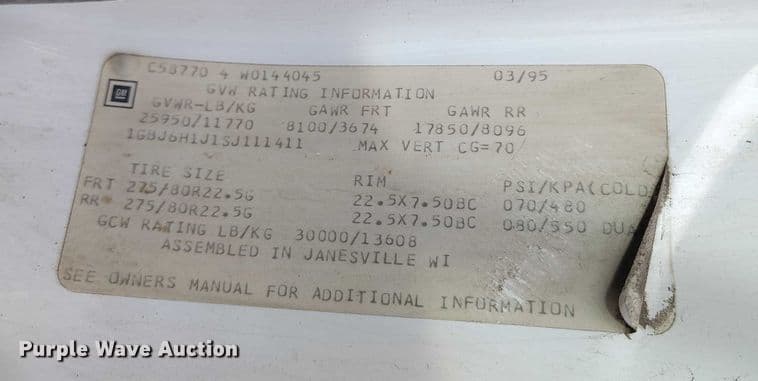 C5B770 4 W0144045 03/95
GM
GVW RATING INFORMATION
GVWR-LB/KG GAWR FRT GAWR RR
25950/11770 8100/3674 17850/8096
1GBJ6H1J1SJ111411 MAX VERT CG=70
TIRE SIZE RIM PSI/KPA(COLD
FRT 275/80R22.5G 22.5X7.50BC 070/480
RR 275/80R22.5G 22.5X7.50BC 080/550 DUA
GCW RATING LB/KG 30000/13608
ASSEMBLED IN JANESVILLE WI
SEE OWNERS MANUAL FOR ADDITIONAL INFORMATION
Purple Wave Auction